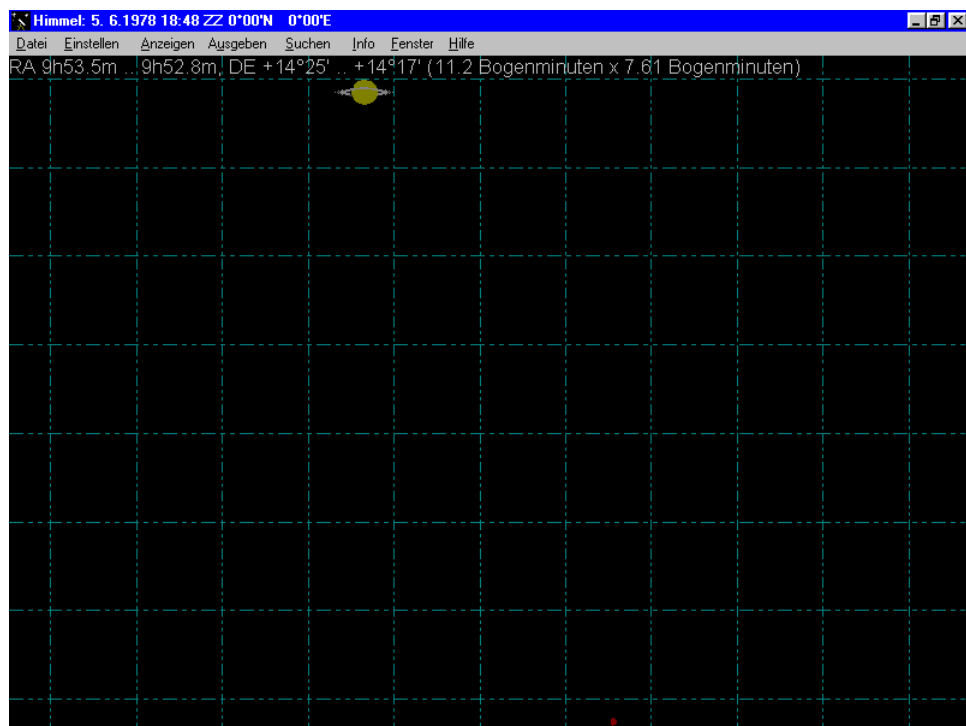 Himmel: 5. 6.1978 18:48 ZZ 0°00'N 0°00'E
Datei Einstellen Anzeigen Ausgeben Suchen Info Fenster Hilfe
RA 9h53.5m .. 9h52.8m, DE +14°25' .. +14°17' (11.2 Bogenminuten x 7.61 Bogenminuten)